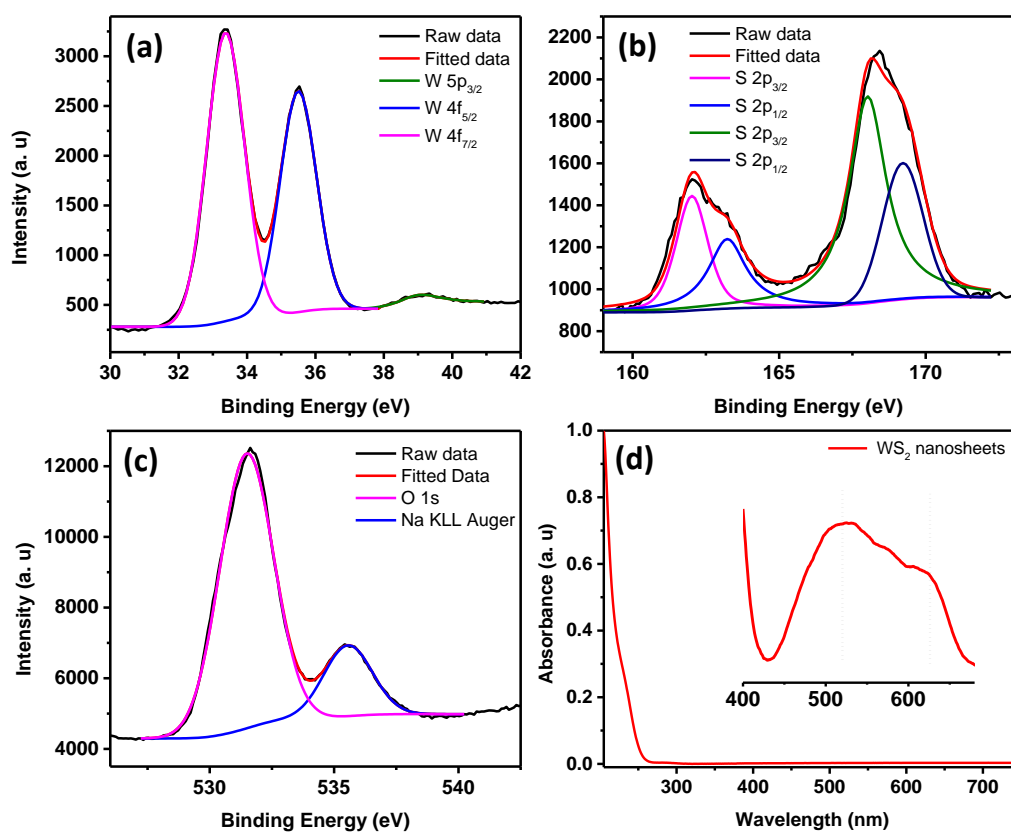 (a)
Raw data
Fitted data
W 5p3/2
W 4f5/2
W 4f7/2
3000
2500
2000
1500
1000
500
Intensity (a. u)
30 32 34 36 38 40 42
Binding Energy (eV)
(b)
Raw data
Fitted data
S 2p3/2
S 2p1/2
S 2p3/2
S 2p1/2
2200
2000
1800
1600
1400
1200
1000
800
160 165 170
Binding Energy (eV)
(c)
Raw data
Fitted Data
O 1s
Na KLL Auger
12000
10000
8000
6000
4000
Intensity (a. u)
530 535 540
Binding Energy (eV)
(d)
WS2 nanosheets
1.0
0.8
0.6
0.4
0.2
0.0
Absorbance (a. u)
400 500 600
300 400 500 600 700
Wavelength (nm)